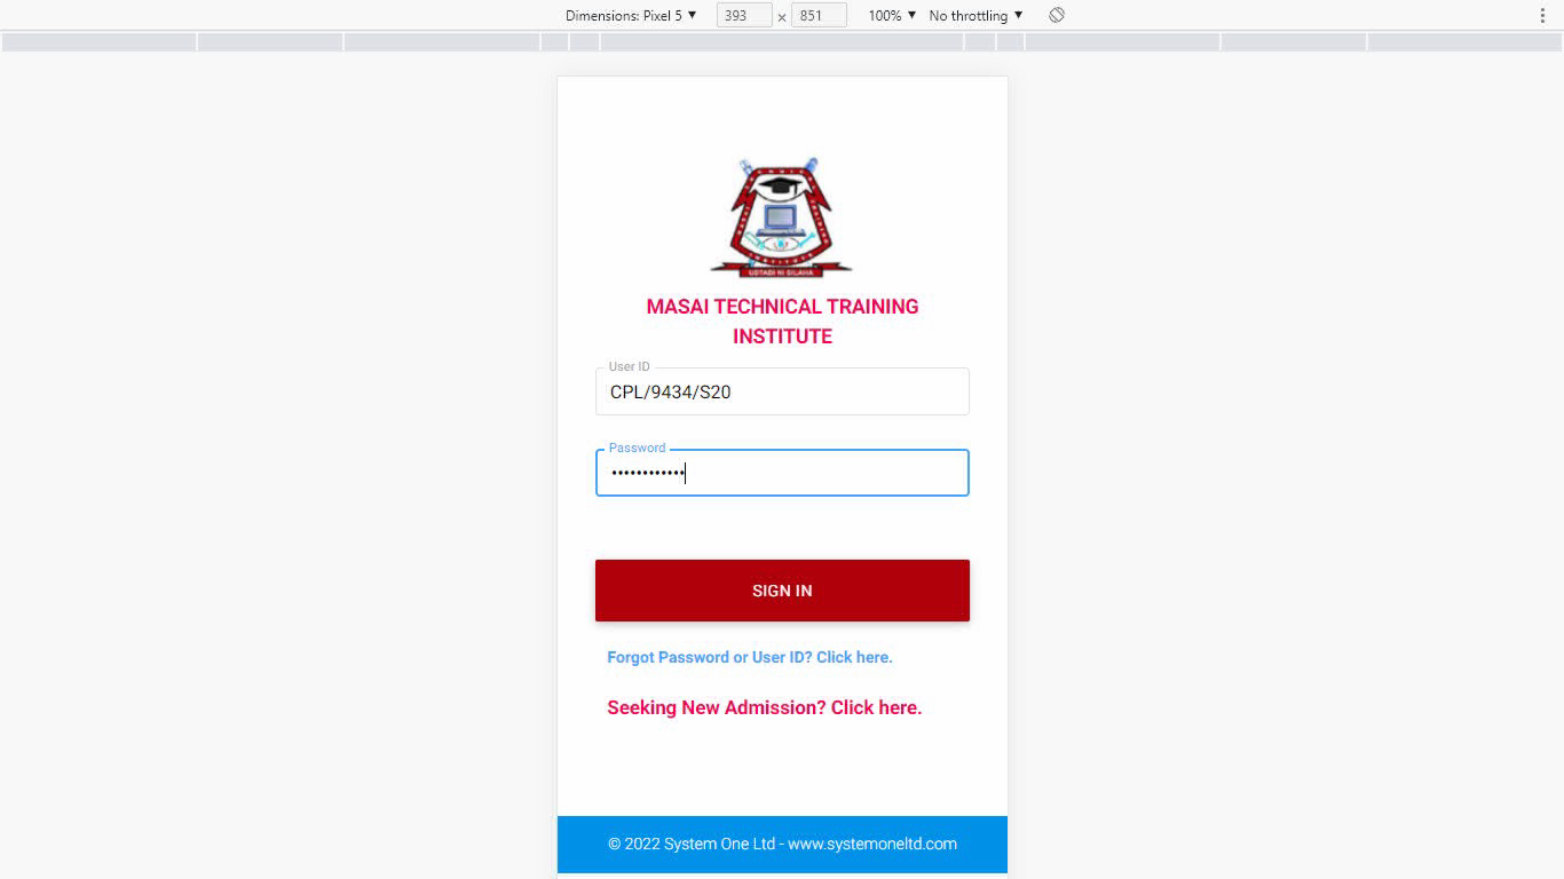 Dimensions: Pixel 5 ▼ 393 × 851 100% ▼ No throttling ▼
USTADI NI SILAHA
MASAI TECHNICAL TRAINING
INSTITUTE
User ID
CPL/9434/S20
Password
••••••••••••
SIGN IN
Forgot Password or User ID? Click here.
Seeking New Admission? Click here.
© 2022 System One Ltd - www.systemoneltd.com